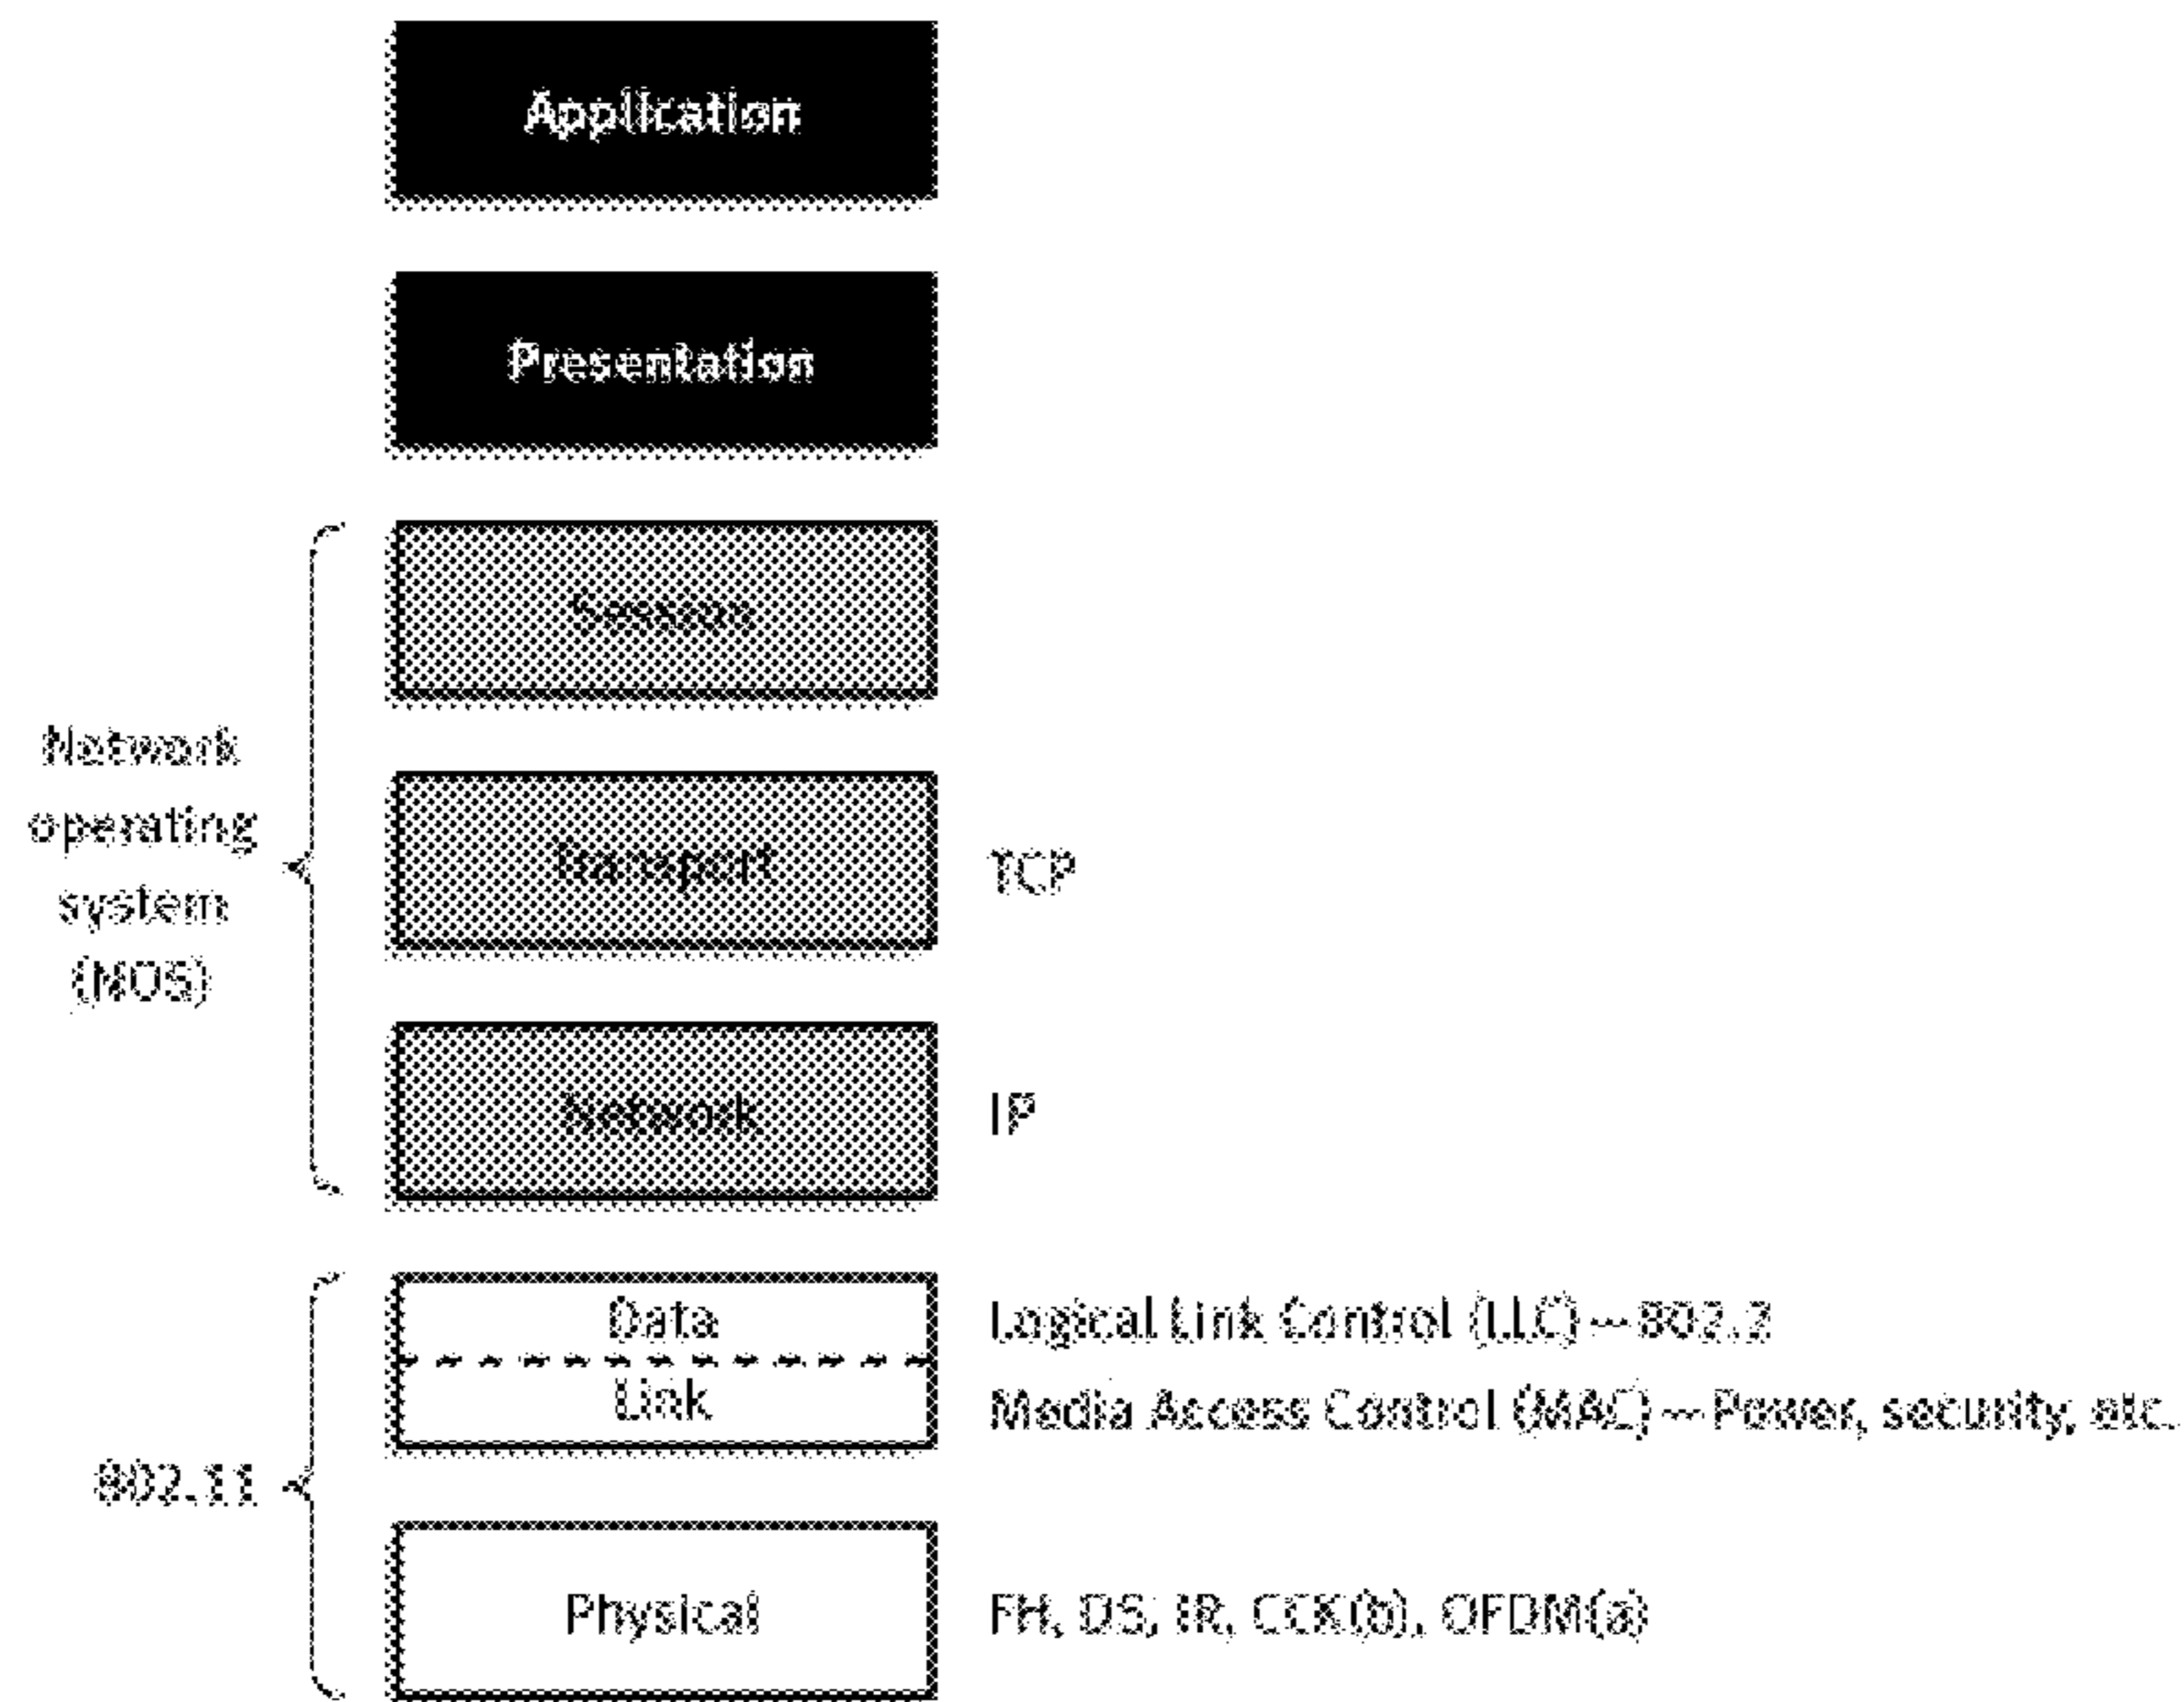 Application
Presentation
Session
Network
operating
system
(NOS)
Transport
TCP
Network
IP
Data
Logical Link Control (LLC) — 802.2
Link
Media Access Control (MAC) — Power, security, etc.
802.11
Physical
FH, DS, IR, CCK(b), OFDM(a)